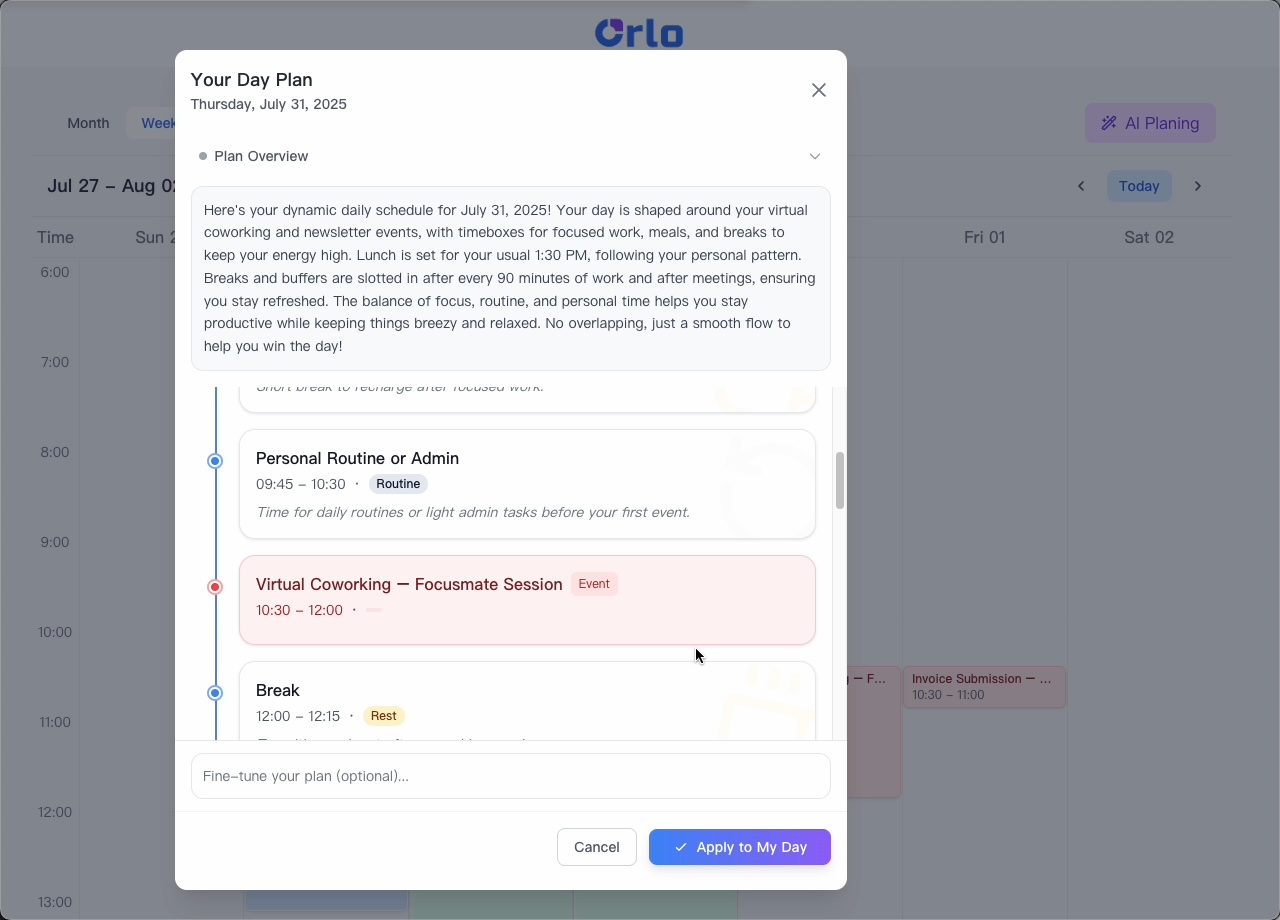 Orlo
Your Day Plan
Thursday, July 31, 2025
Month
Week
AI Planing
Plan Overview
Jul 27 – Aug 02
Today
Time
Sun
Fri 01
Sat 02
Here's your dynamic daily schedule for July 31, 2025! Your day is shaped around your virtual
coworking and newsletter events, with timeboxes for focused work, meals, and breaks to
keep your energy high. Lunch is set for your usual 1:30 PM, following your personal pattern.
Breaks and buffers are slotted in after every 90 minutes of work and after meetings, ensuring
you stay refreshed. The balance of focus, routine, and personal time helps you stay
productive while keeping things breezy and relaxed. No overlapping, just a smooth flow to
help you win the day!
6:00
7:00
8:00
9:00
10:00
11:00
12:00
13:00
Short break to recharge after focused work.
Personal Routine or Admin
09:45 – 10:30 · Routine
Time for daily routines or light admin tasks before your first event.
Virtual Coworking – Focusmate Session Event
10:30 – 12:00 ·
Break
12:00 – 12:15 · Rest
g – F...
Invoice Submission – ...
10:30 – 11:00
Fine-tune your plan (optional)...
Cancel
Apply to My Day